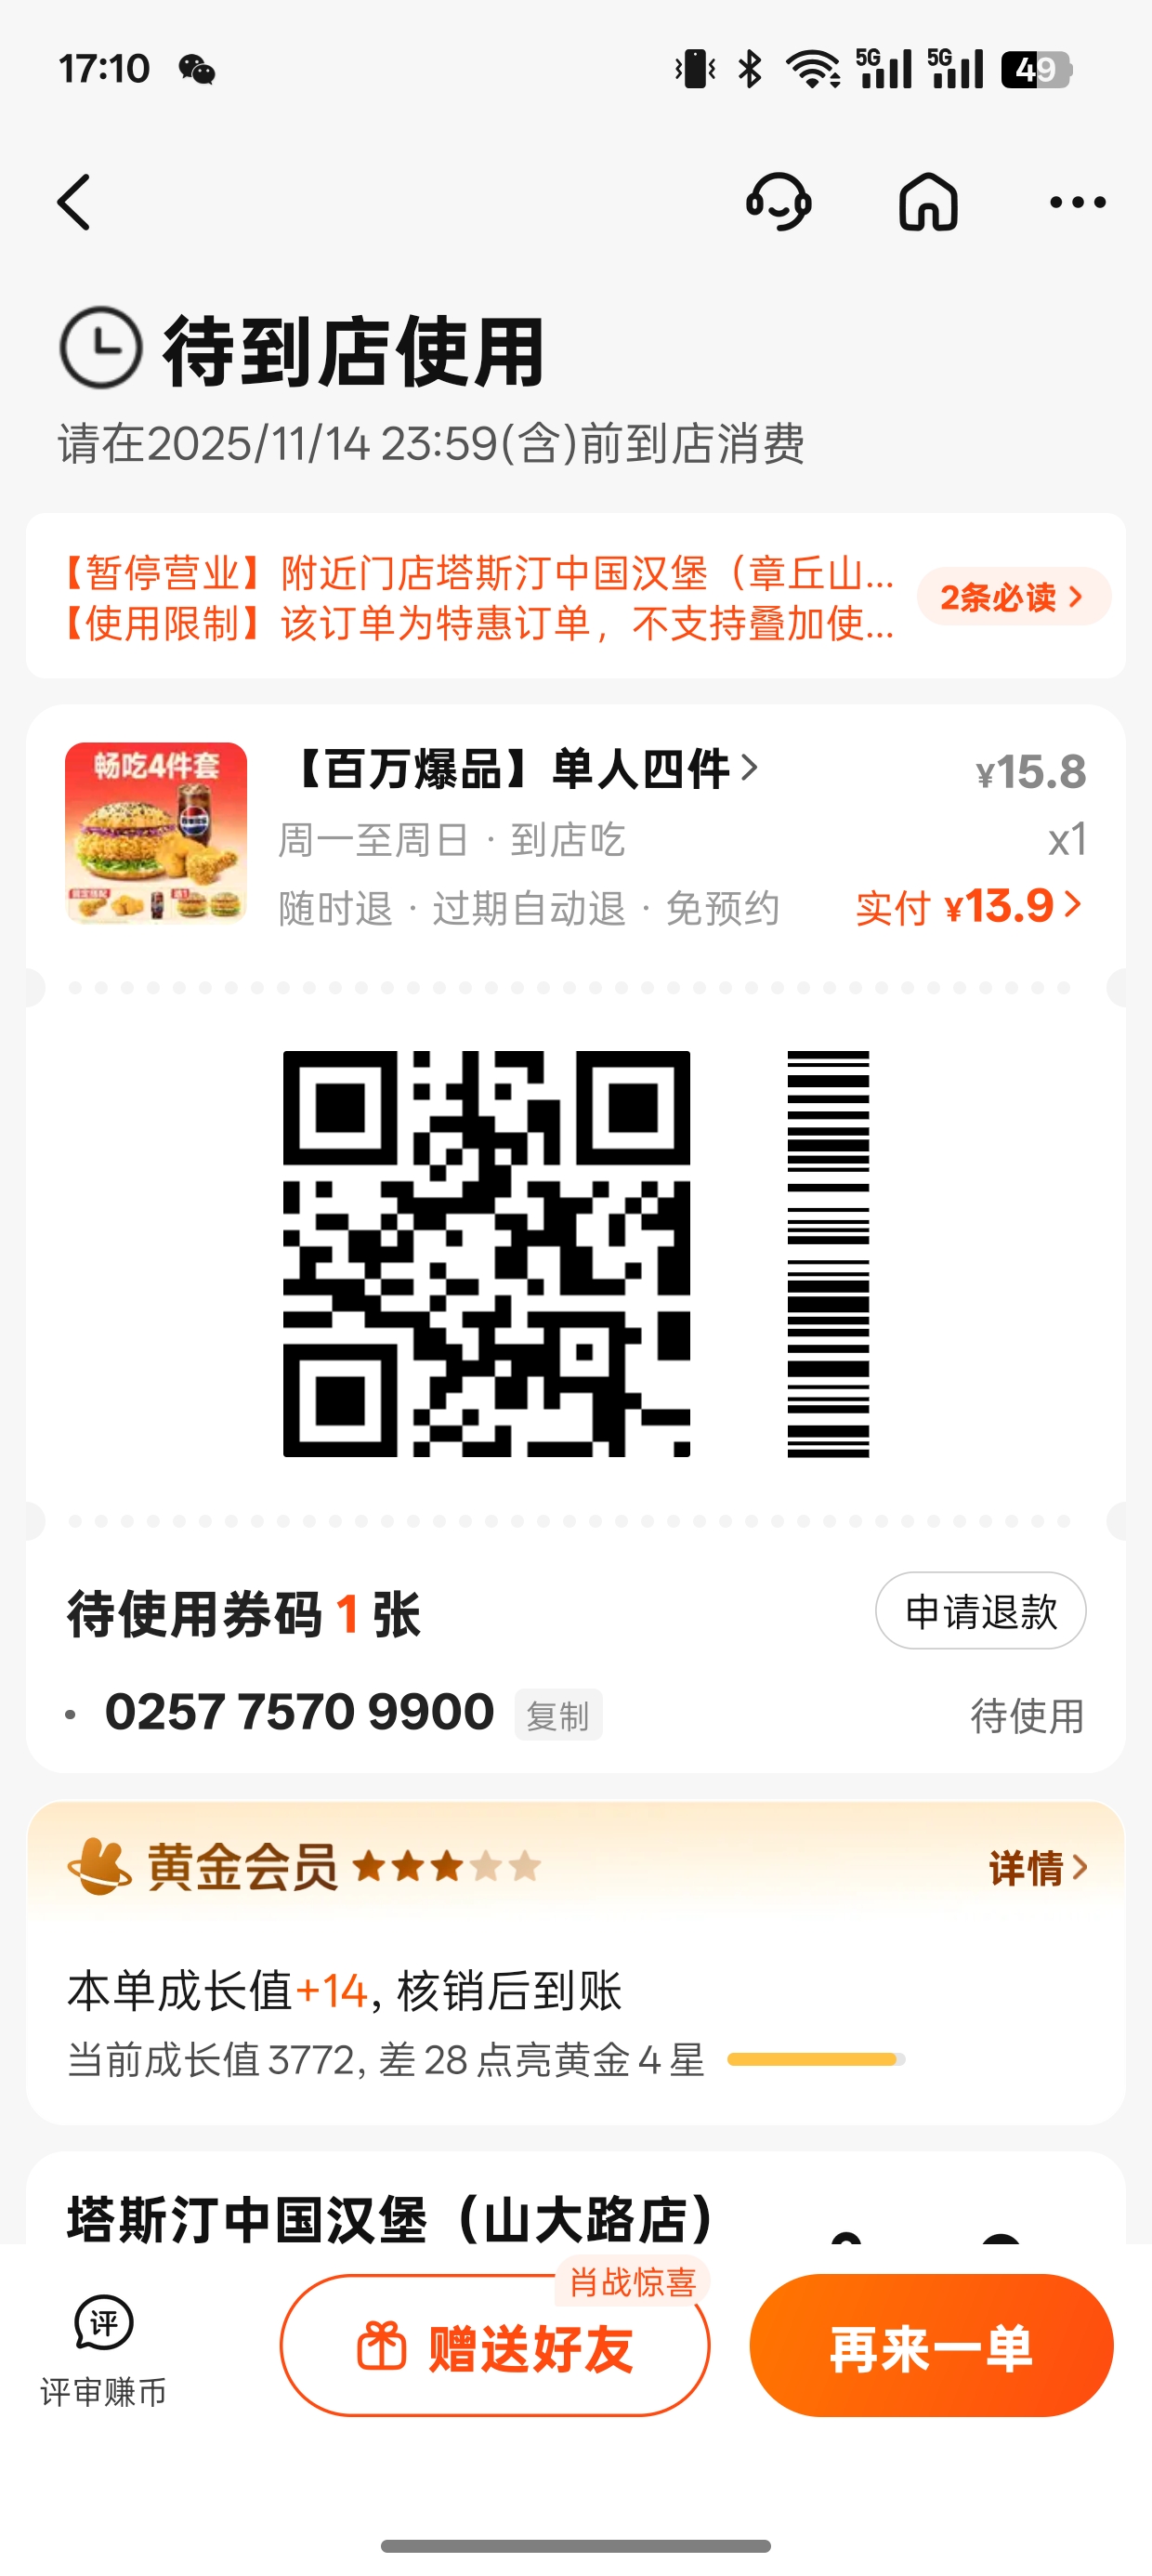 17:10
5G 5G 49
待到店使用
请在2025/11/14 23:59(含)前到店消费
【暂停营业】附近门店塔斯汀中国汉堡（章丘山...
【使用限制】该订单为特惠订单，不支持叠加使...
2条必读
畅吃4件套
【百万爆品】单人四件
¥15.8
周一至周日 · 到店吃
x1
随时退 · 过期自动退 · 免预约
实付 ¥13.9
待使用券码 1 张
申请退款
0257 7570 9900 复制
待使用
黄金会员
详情
本单成长值+14, 核销后到账
当前成长值 3772, 差 28 点亮黄金 4 星
塔斯汀中国汉堡（山大路店）
肖战惊喜
评
评审赚币
赠送好友
再来一单